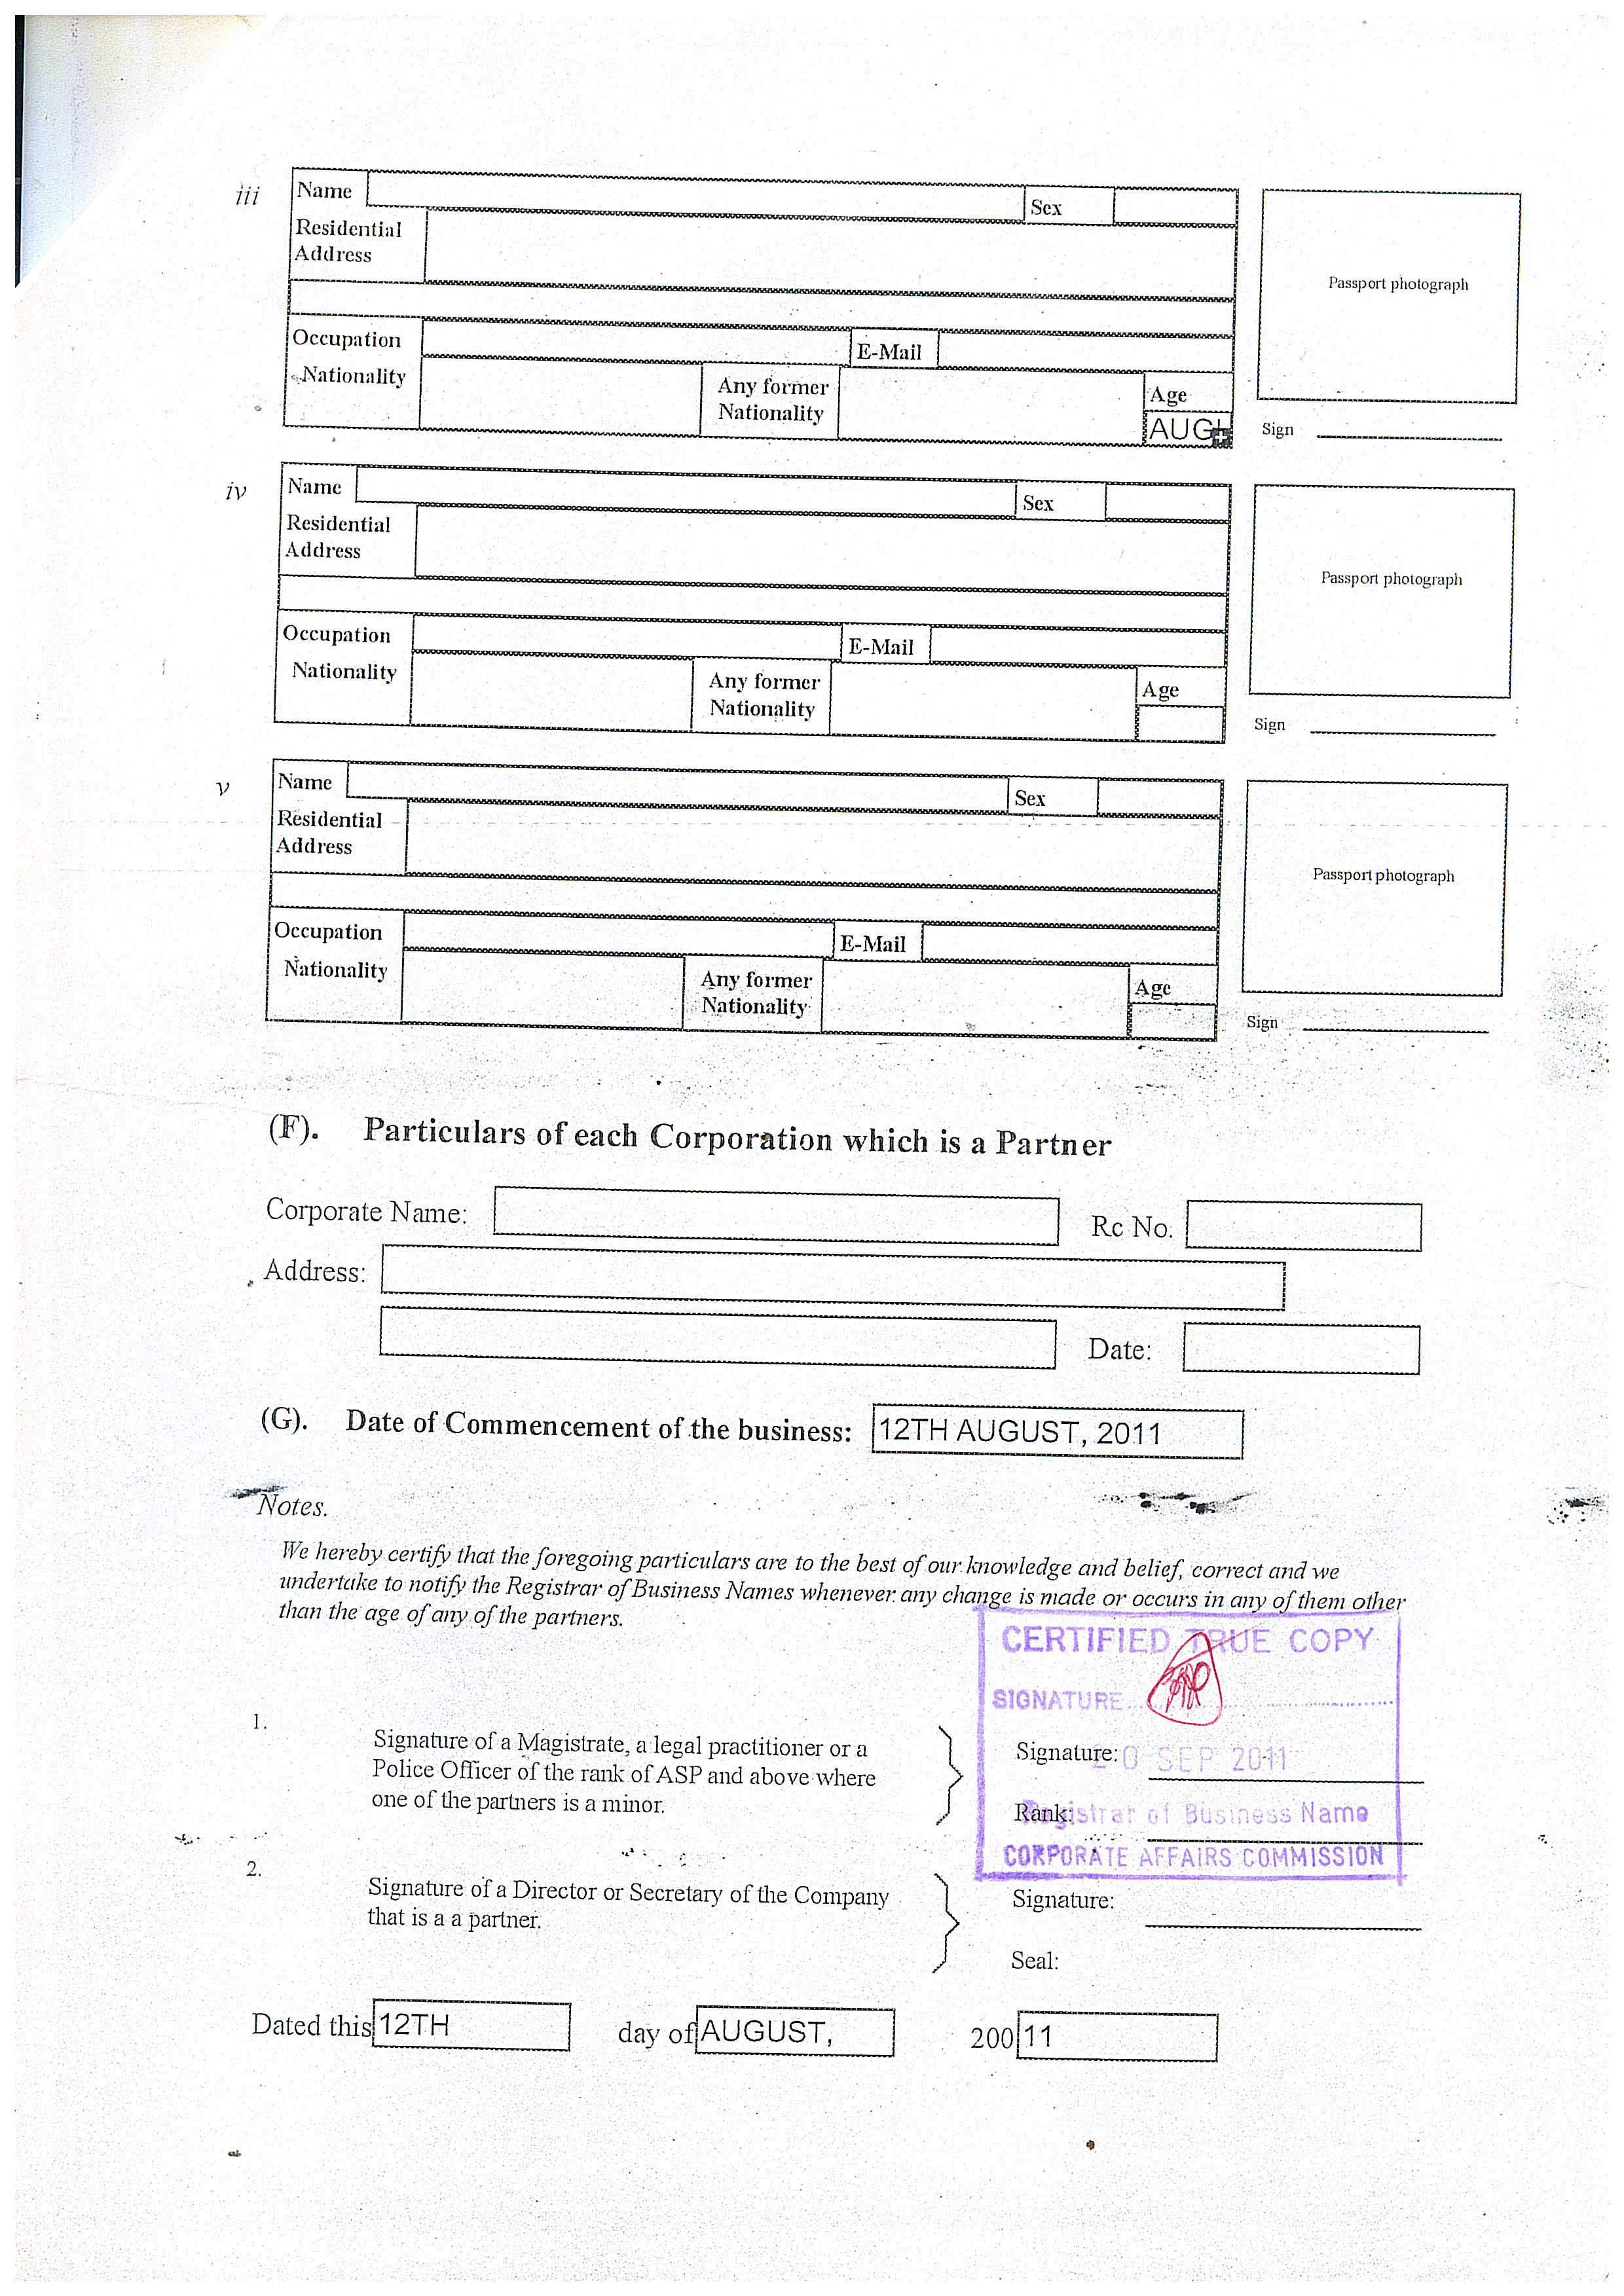 iii
Name
Sex
Residential
Address
Passport photograph
Occupation
E-Mail
Nationality
Any former
Nationality
Age
AUG
Sign
iv
Name
Sex
Residential
Address
Passport photograph
Occupation
E-Mail
Nationality
Any former
Nationality
Age
Sign
v
Name
Sex
Residential
Address
Passport photograph
Occupation
E-Mail
Nationality
Any former
Nationality
Age
Sign
(F). Particulars of each Corporation which is a Partner
Corporate Name:
Rc No.
Address:
Date:
(G). Date of Commencement of the business: 12TH AUGUST, 2011
Notes.
We hereby certify that the foregoing particulars are to the best of our knowledge and belief, correct and we
undertake to notify the Registrar of Business Names whenever any change is made or occurs in any of them other
than the age of any of the partners.
CERTIFIED TRUE COPY
SIGNATURE
1.
Signature of a Magistrate, a legal practitioner or a
Police Officer of the rank of ASP and above where
one of the partners is a minor.
Signature:
SEP 2011
Rank:
Registrar of Business Name
CORPORATE AFFAIRS COMMISSION
2.
Signature of a Director or Secretary of the Company
that is a a partner.
Signature:
Seal:
Dated this 12TH day of AUGUST, 200 11